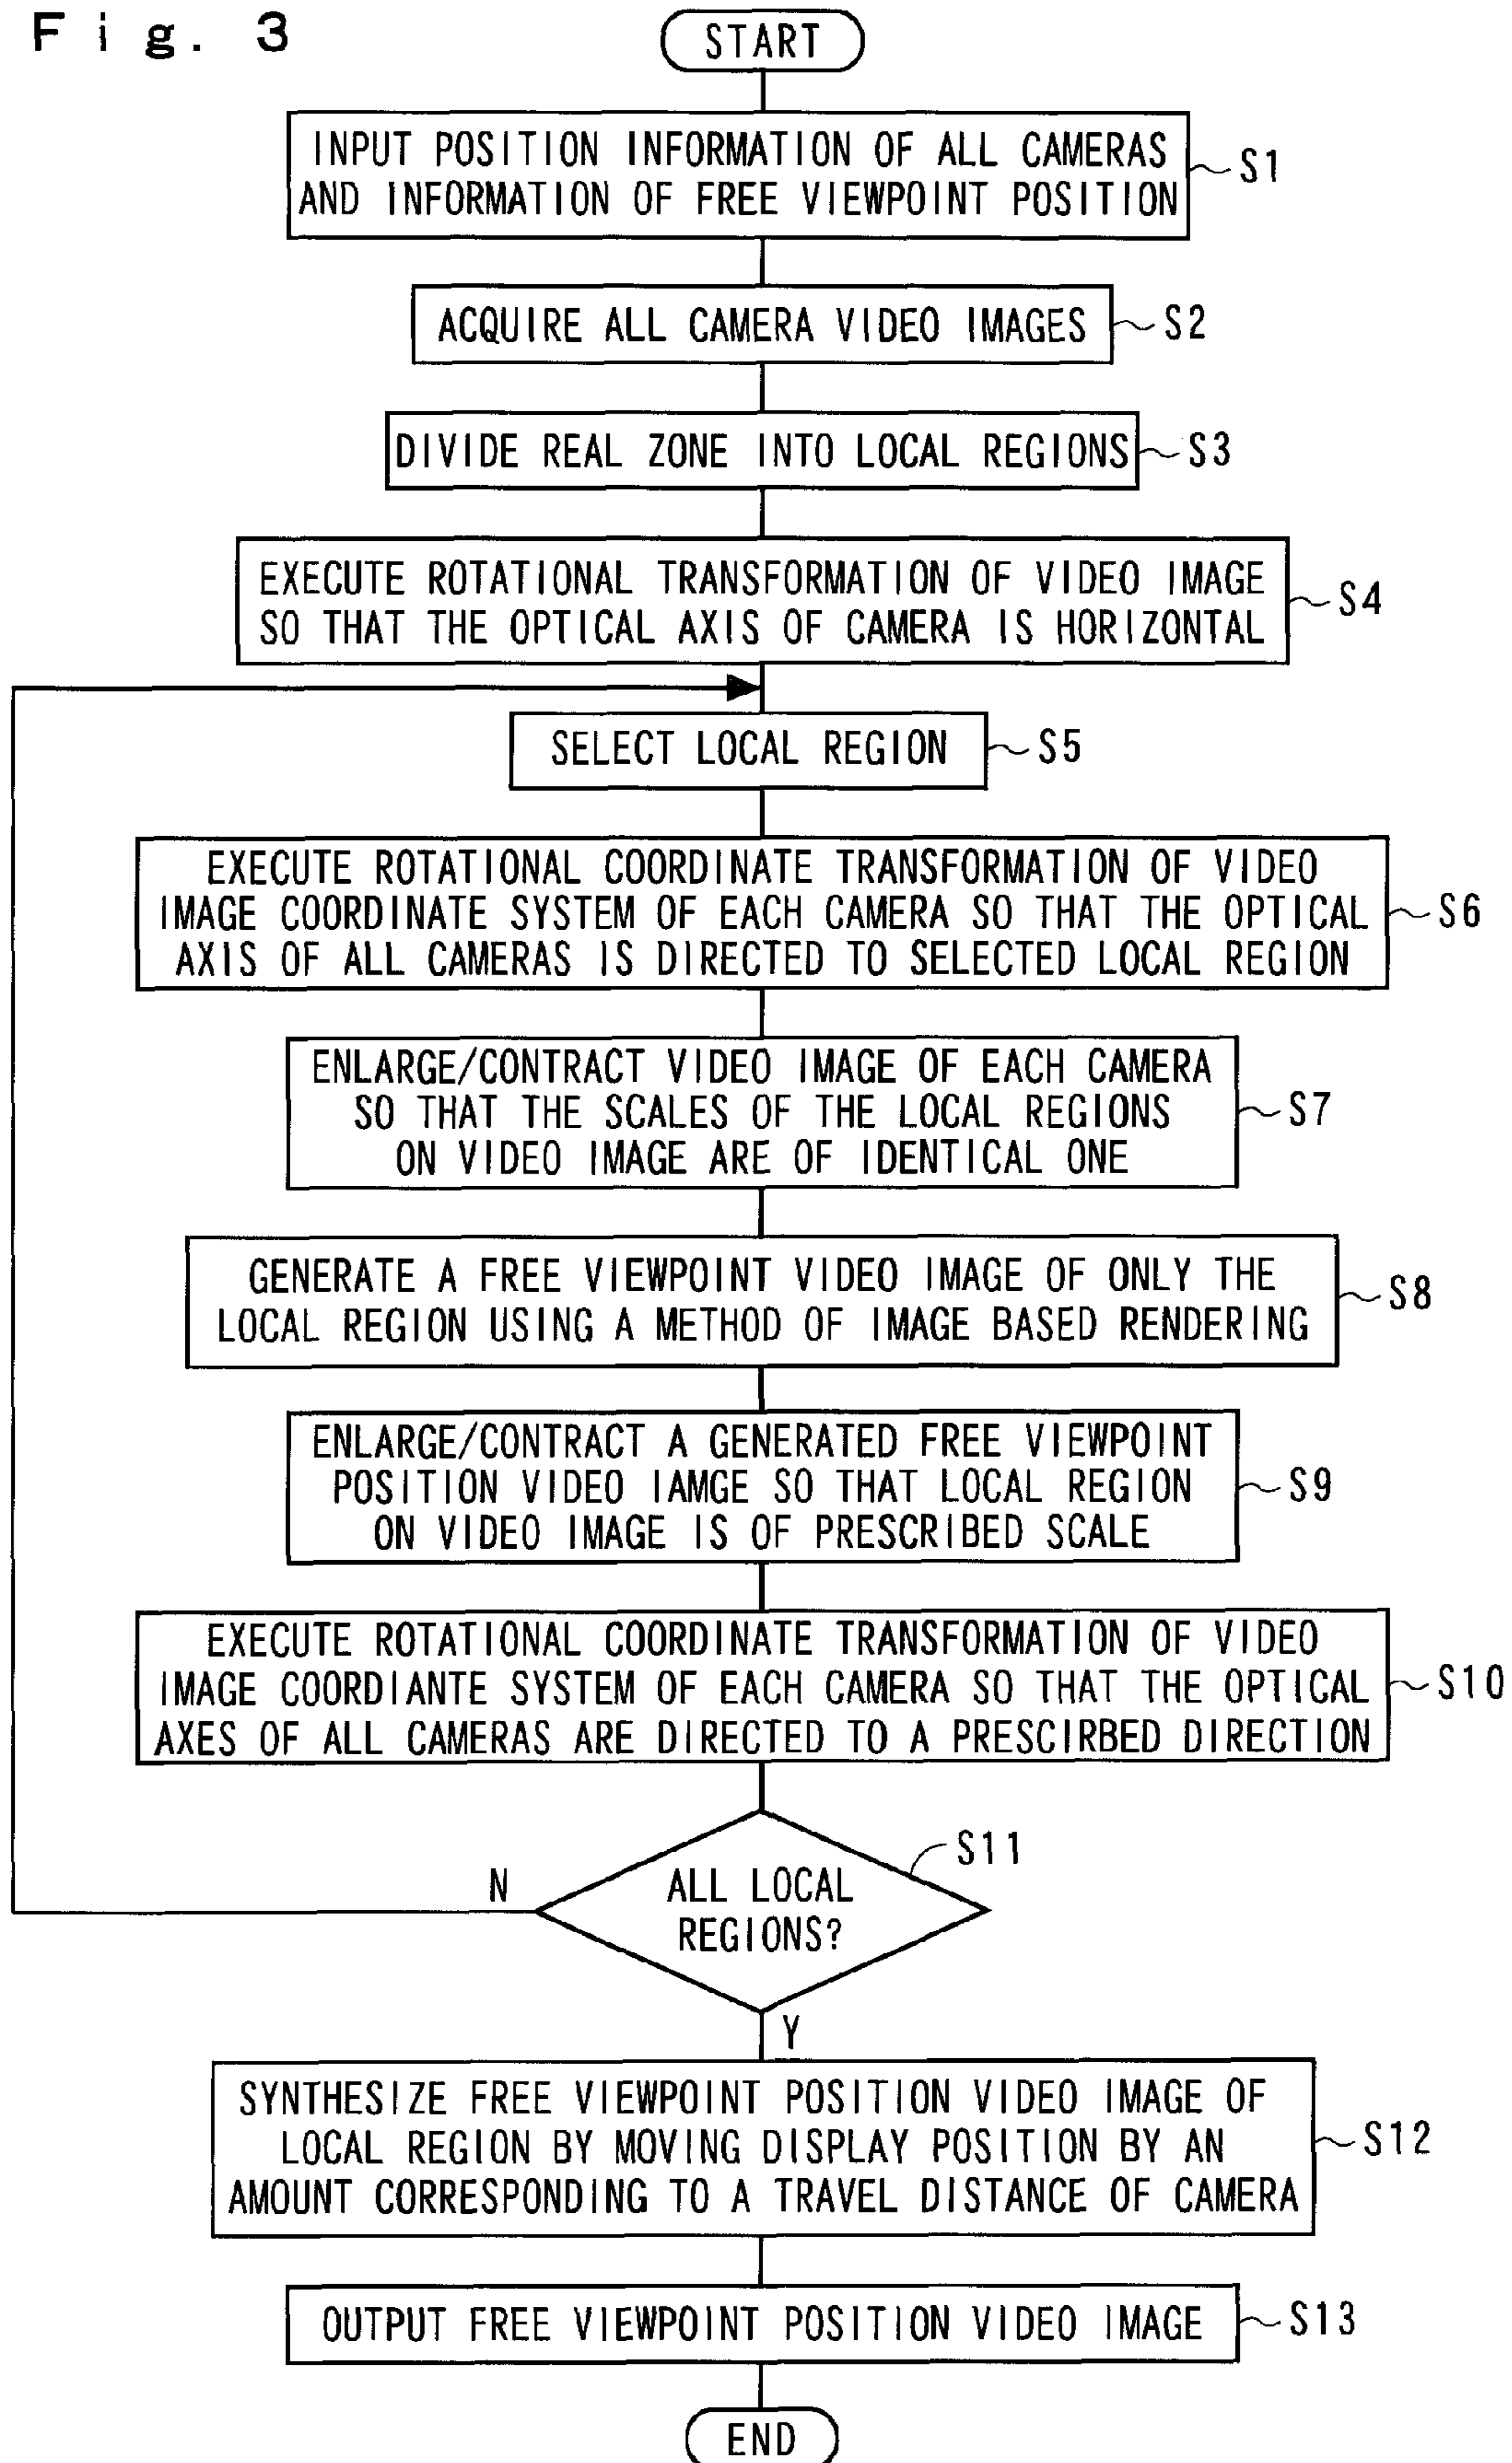 Fig. 3
START
INPUT POSITION INFORMATION OF ALL CAMERAS
AND INFORMATION OF FREE VIEWPOINT POSITION
S1
ACQUIRE ALL CAMERA VIDEO IMAGES
S2
DIVIDE REAL ZONE INTO LOCAL REGIONS
S3
EXECUTE ROTATIONAL TRANSFORMATION OF VIDEO IMAGE
SO THAT THE OPTICAL AXIS OF CAMERA IS HORIZONTAL
S4
SELECT LOCAL REGION
S5
EXECUTE ROTATIONAL COORDINATE TRANSFORMATION OF VIDEO
IMAGE COORDINATE SYSTEM OF EACH CAMERA SO THAT THE OPTICAL
AXIS OF ALL CAMERAS IS DIRECTED TO SELECTED LOCAL REGION
S6
ENLARGE/CONTRACT VIDEO IMAGE OF EACH CAMERA
SO THAT THE SCALES OF THE LOCAL REGIONS
ON VIDEO IMAGE ARE OF IDENTICAL ONE
S7
GENERATE A FREE VIEWPOINT VIDEO IMAGE OF ONLY THE
LOCAL REGION USING A METHOD OF IMAGE BASED RENDERING
S8
ENLARGE/CONTRACT A GENERATED FREE VIEWPOINT
POSITION VIDEO IAMGE SO THAT LOCAL REGION
ON VIDEO IMAGE IS OF PRESCRIBED SCALE
S9
EXECUTE ROTATIONAL COORDINATE TRANSFORMATION OF VIDEO
IMAGE COORDIANTE SYSTEM OF EACH CAMERA SO THAT THE OPTICAL
AXES OF ALL CAMERAS ARE DIRECTED TO A PRESCIRBED DIRECTION
S10
S11
N
ALL LOCAL
REGIONS?
Y
SYNTHESIZE FREE VIEWPOINT POSITION VIDEO IMAGE OF
LOCAL REGION BY MOVING DISPLAY POSITION BY AN
AMOUNT CORRESPONDING TO A TRAVEL DISTANCE OF CAMERA
S12
OUTPUT FREE VIEWPOINT POSITION VIDEO IMAGE
S13
END